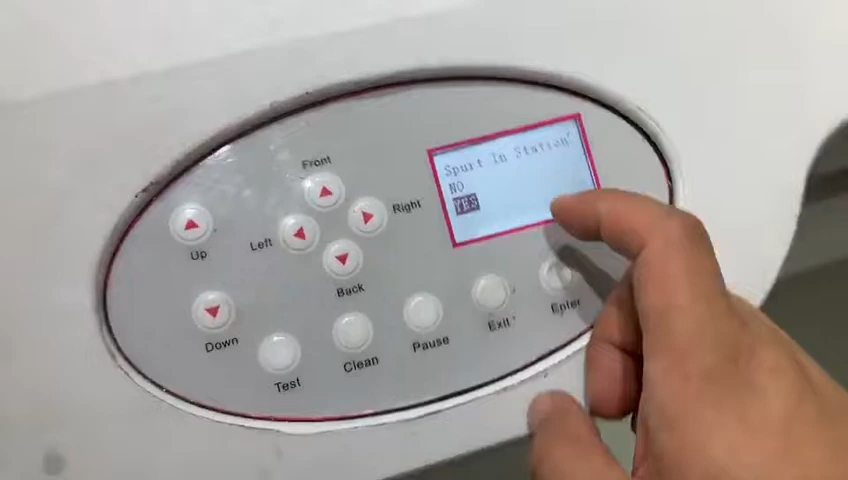 Spurt In Station
NO
YES
Front
Left
Right
Back
Up
Down
Test
Clean
Pause
Exit
Enter